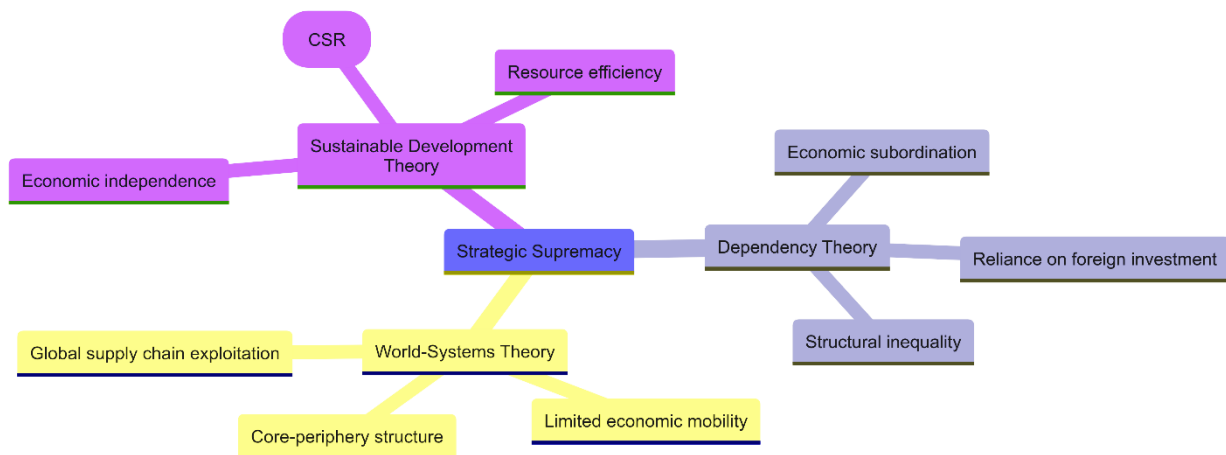 CSR
Resource efficiency
Sustainable Development
Theory
Economic independence
Economic subordination
Strategic Supremacy
Dependency Theory
Reliance on foreign investment
Structural inequality
Global supply chain exploitation
World-Systems Theory
Limited economic mobility
Core-periphery structure